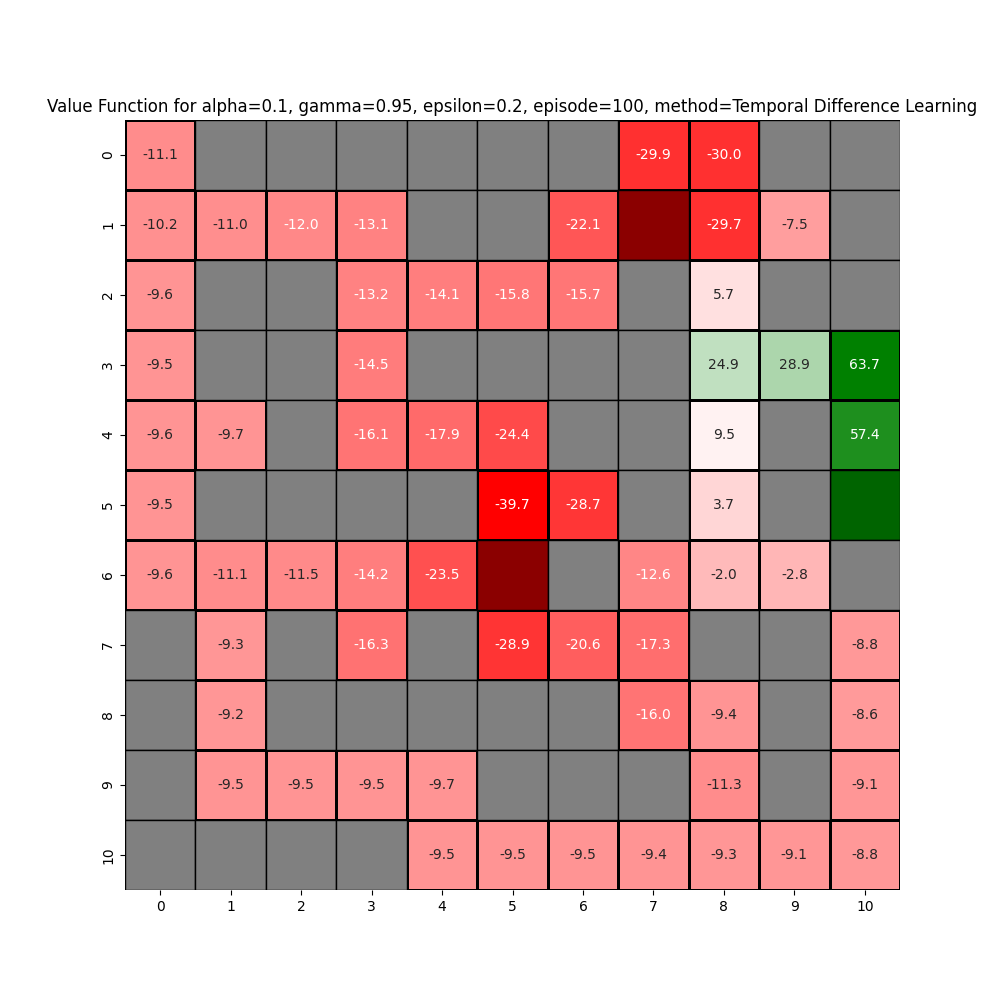 Value Function for alpha=0.1, gamma=0.95, epsilon=0.2, episode=100, method=Temporal Difference Learning
0 -11.1 -29.9 -30.0
1 -10.2 -11.0 -12.0 -13.1 -22.1 -29.7 -7.5
2 -9.6 -13.2 -14.1 -15.8 -15.7 5.7
3 -9.5 -14.5 24.9 28.9 63.7
4 -9.6 -9.7 -16.1 -17.9 -24.4 9.5 57.4
5 -9.5 -39.7 -28.7 3.7
6 -9.6 -11.1 -11.5 -14.2 -23.5 -12.6 -2.0 -2.8
7 -9.3 -16.3 -28.9 -20.6 -17.3 -8.8
8 -9.2 -16.0 -9.4 -8.6
9 -9.5 -9.5 -9.5 -9.7 -11.3 -9.1
10 -9.5 -9.5 -9.5 -9.4 -9.3 -9.1 -8.8
0 1 2 3 4 5 6 7 8 9 10